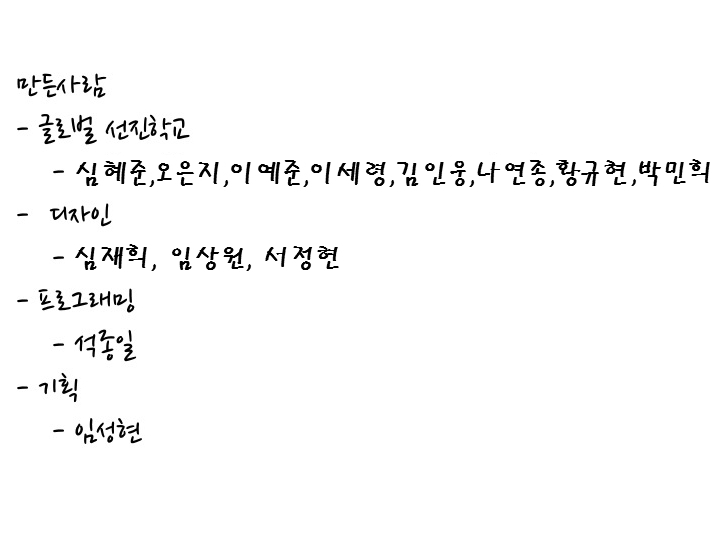 만든사람
- 글로벌 선진학교
- 심혜준,오은지,이예준,이세령,김인웅,나연종,황규현,박민희
- 디자인
- 심재희, 임상원, 서정현
- 프로그래밍
- 석종일
- 기획
- 임성현